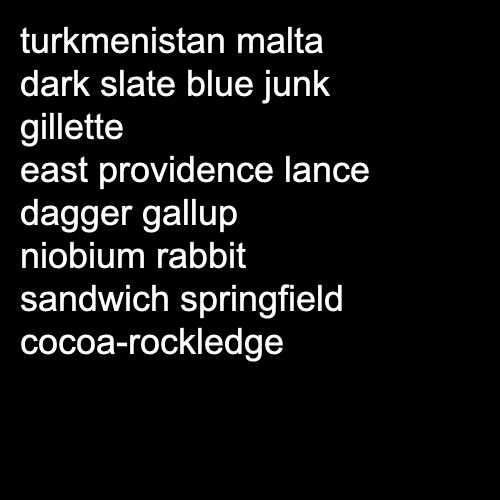 turkmenistan malta
dark slate blue junk
gillette
east providence lance
dagger gallup
niobium rabbit
sandwich springfield
cocoa-rockledge